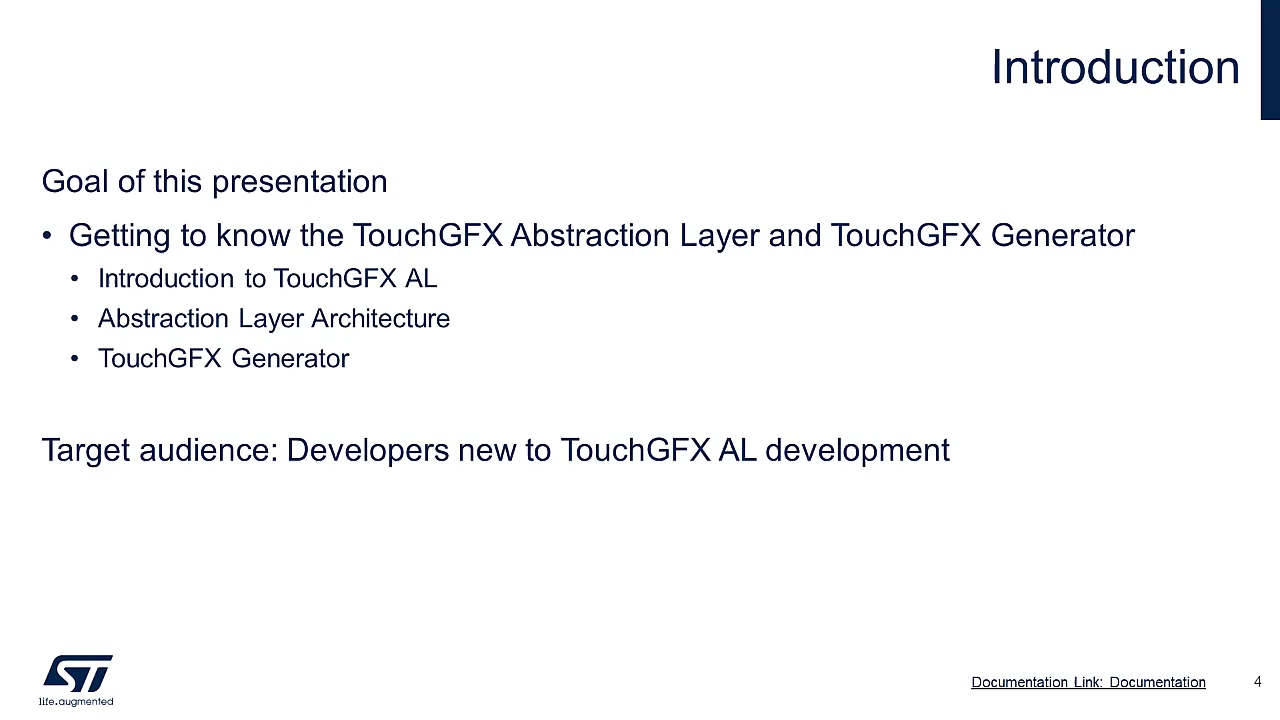 Introduction
Goal of this presentation
• Getting to know the TouchGFX Abstraction Layer and TouchGFX Generator
• Introduction to TouchGFX AL
• Abstraction Layer Architecture
• TouchGFX Generator
Target audience: Developers new to TouchGFX AL development
ST
life.augmented
Documentation Link: Documentation
4